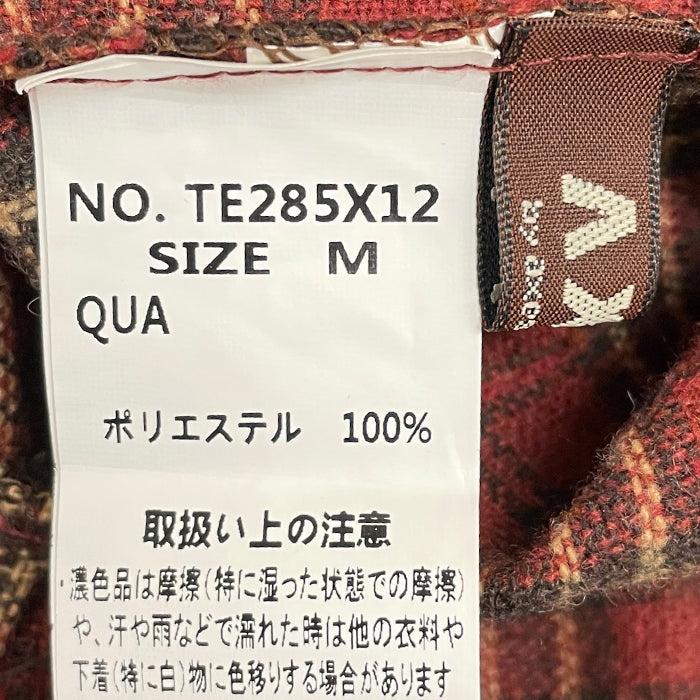 NO. TE285X12
SIZE M
QUA
ポリエステル 100%
取扱い上の注意
・濃色品は摩擦(特に湿った状態での摩擦)
や、汗や雨などで濡れた時は他の衣料や
下着(特に白)物に色移りする場合があります
KV